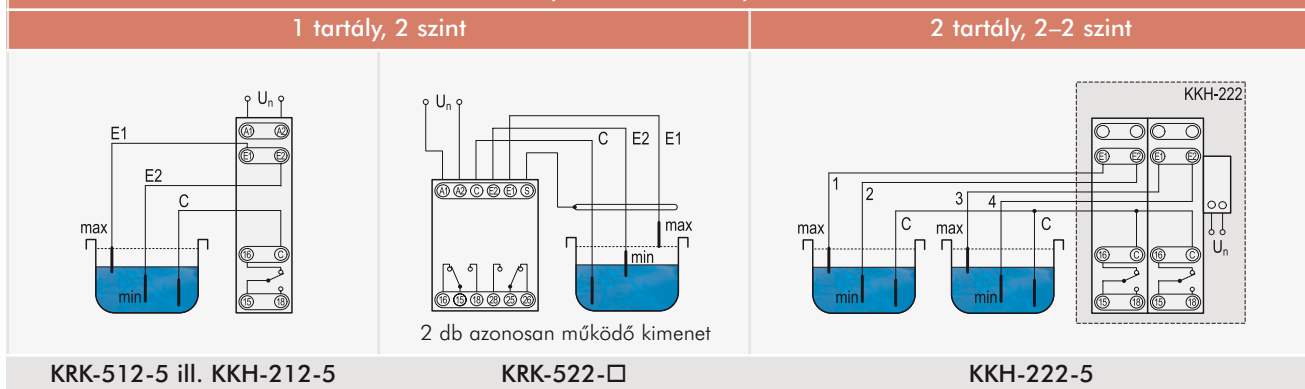 1 tartály, 2 szint
2 tartály, 2–2 szint
Un
A1 A2
E1
E1 E2
E2
C
max
16 C
min
15 18
Un
C E2 E1
A1 A2 C E2 E1 S
max
min
16 15 18 28 25 26
2 db azonosan működő kimenet
KKH-222
E1 E2 E1 E2
1
2
3
4
C
C
Un
max
max
16 C 16 C
min
min
15 18 15 18
KRK-512-5 ill. KKH-212-5
KRK-522-□
KKH-222-5